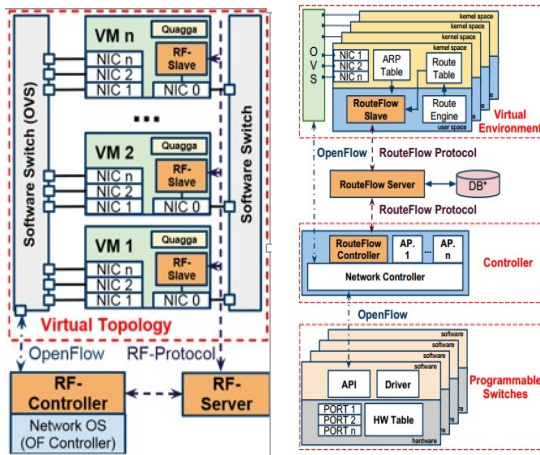 Software Switch (OVS)
VM n
Quagga
RF-
Slave
NIC n
NIC 2
NIC 1
NIC 0
...
VM 2
Quagga
RF-
Slave
NIC n
NIC 2
NIC 1
NIC 0
VM 1
Quagga
RF-
Slave
NIC n
NIC 2
NIC 1
NIC 0
Software Switch
Virtual Topology
OpenFlow
RF-Protocol
RF-
Controller
Network OS
(OF Controller)
RF-
Server
kernel space
kernel space
kernel space
kernel space
O
V
S
NIC 1
NIC 2
NIC n
ARP
Table
Route
Table
RouteFlow
Slave
Route
Engine
user space
e
e
e
Virtual
Environment
OpenFlow
RouteFlow Protocol
RouteFlow Server
DB*
RouteFlow Protocol
RouteFlow
Controller
AP.
1
...
AP.
n
Network Controller
Controller
OpenFlow
software
software
software
software
API
Driver
PORT 1
PORT 2
PORT n
HW Table
hardware
e
e
e
Programmable
Switches